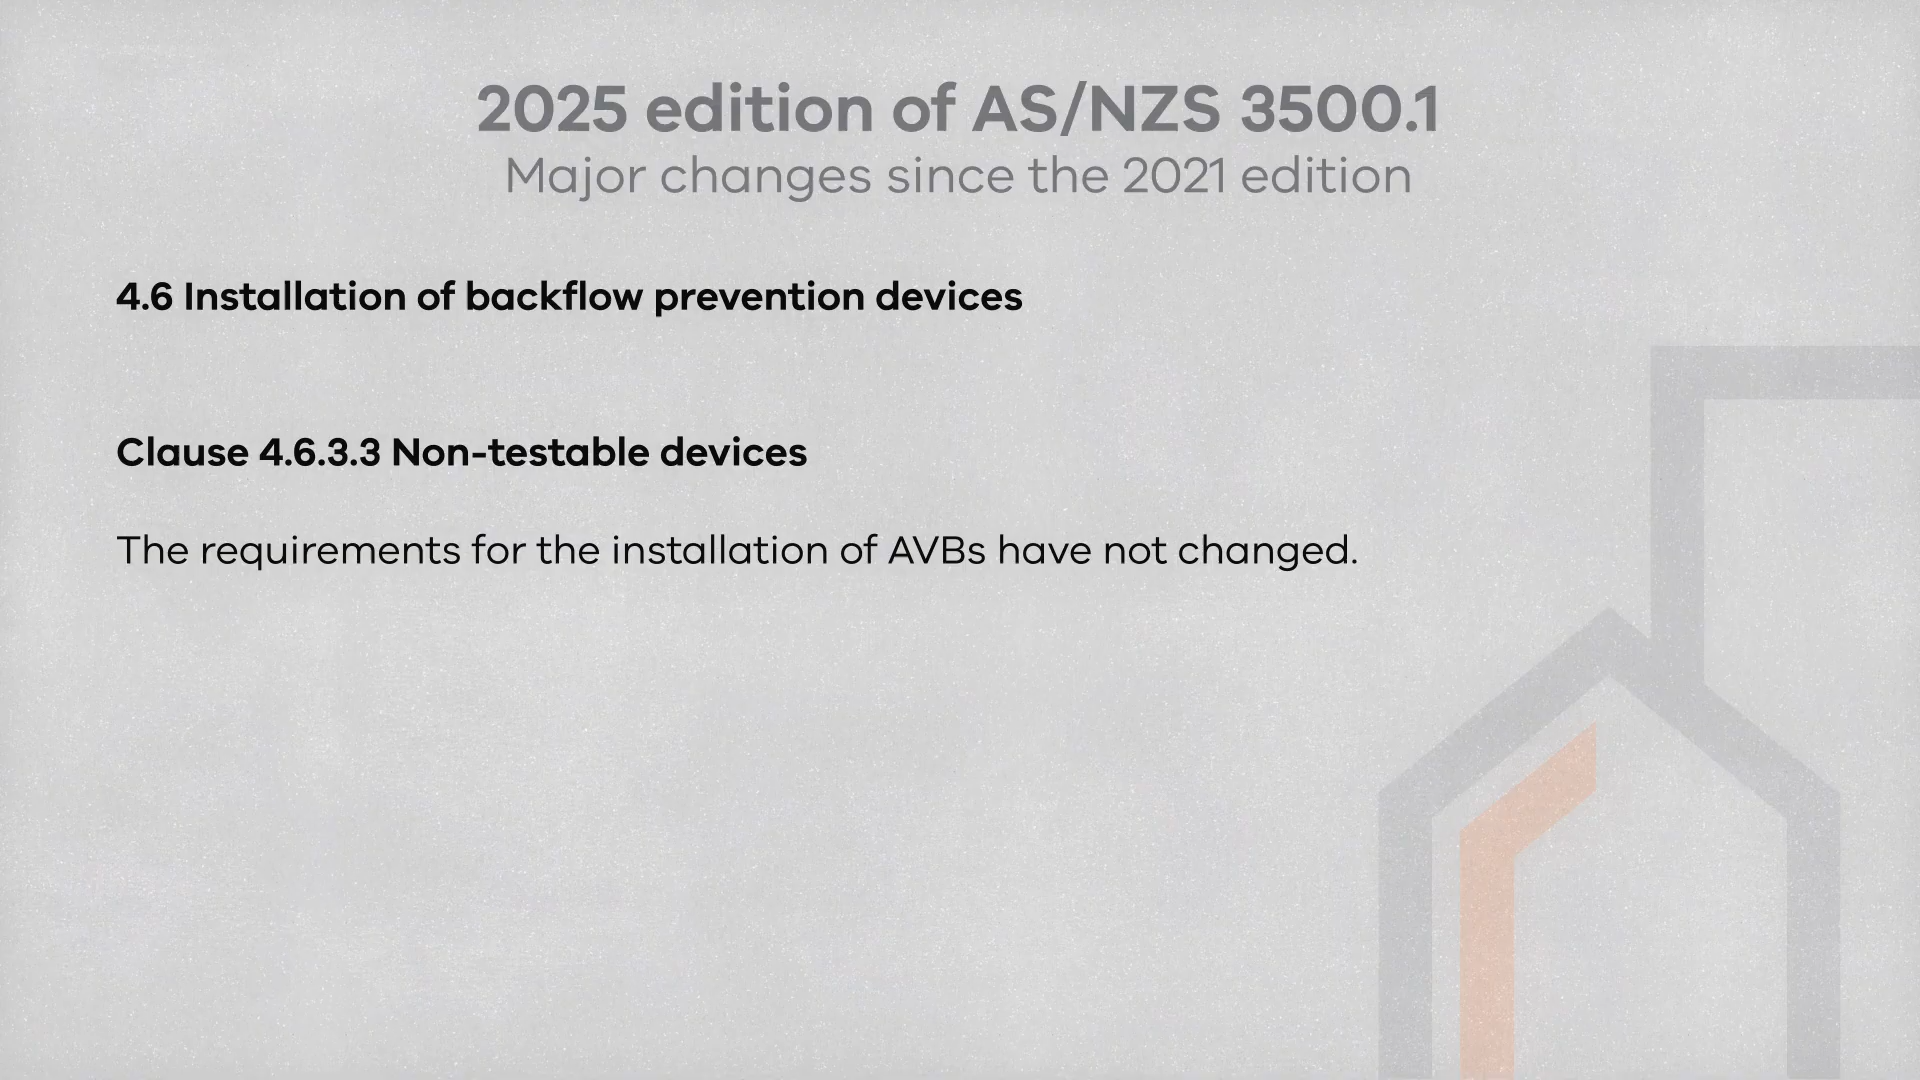 2025 edition of AS/NZS 3500.1
Major changes since the 2021 edition
4.6 Installation of backflow prevention devices
Clause 4.6.3.3 Non-testable devices
The requirements for the installation of AVBs have not changed.